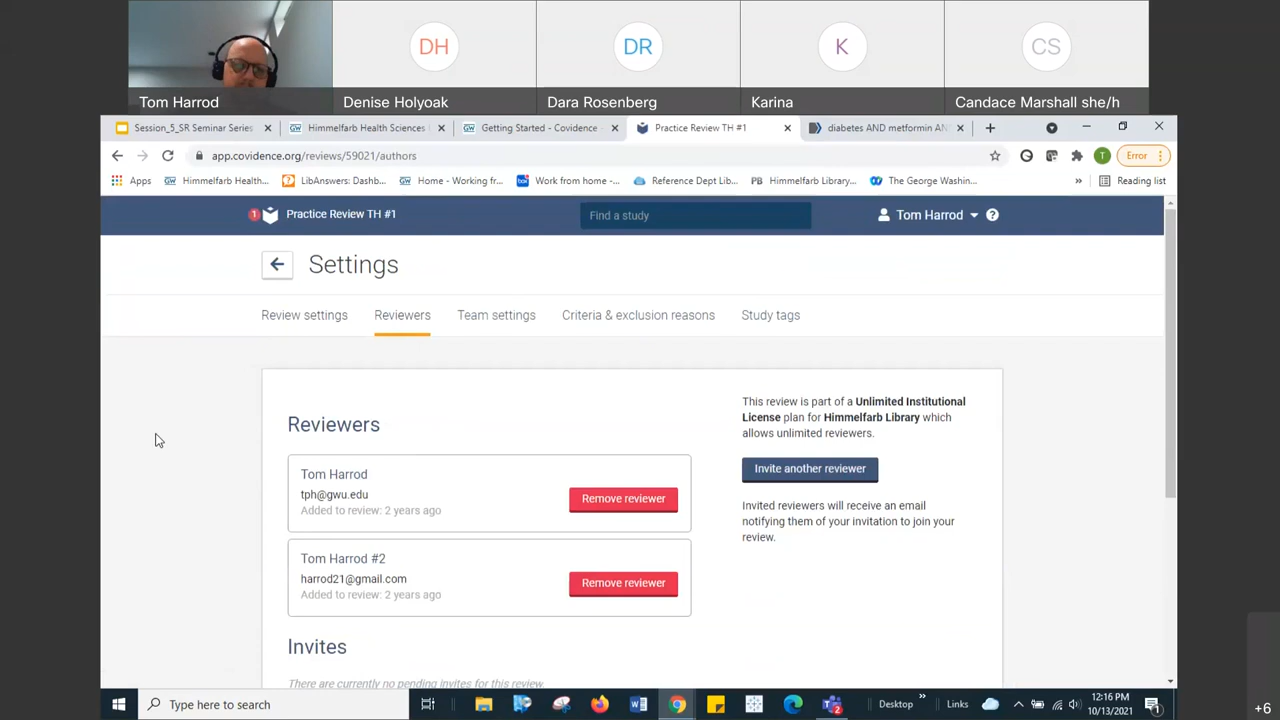 DH
DR
K
CS
Tom Harrod
Denise Holyoak
Dara Rosenberg
Karina
Candace Marshall she/h
Session_5_SR Seminar Series
Himmelfarb Health Sciences L
Getting Started - Covidence -
Practice Review TH #1
diabetes AND metformin AN
app.covidence.org/reviews/59021/authors
T
Error
Apps
Himmelfarb Health...
LibAnswers: Dashb...
Home - Working fr...
Work from home -...
Reference Dept Lib...
PB
Himmelfarb Library...
The George Washin...
»
Reading list
1
Practice Review TH #1
Find a study
Tom Harrod
?
Settings
Review settings
Reviewers
Team settings
Criteria & exclusion reasons
Study tags
Reviewers
Tom Harrod
tph@gwu.edu
Added to review: 2 years ago
Remove reviewer
Tom Harrod #2
harrod21@gmail.com
Added to review: 2 years ago
Remove reviewer
Invites
There are currently no pending invites for this review.
This review is part of a Unlimited Institutional
License plan for Himmelfarb Library which
allows unlimited reviewers.
Invite another reviewer
Invited reviewers will receive an email
notifying them of your invitation to join your
review.
Type here to search
Desktop
»
Links
12:16 PM
10/13/2021
+6